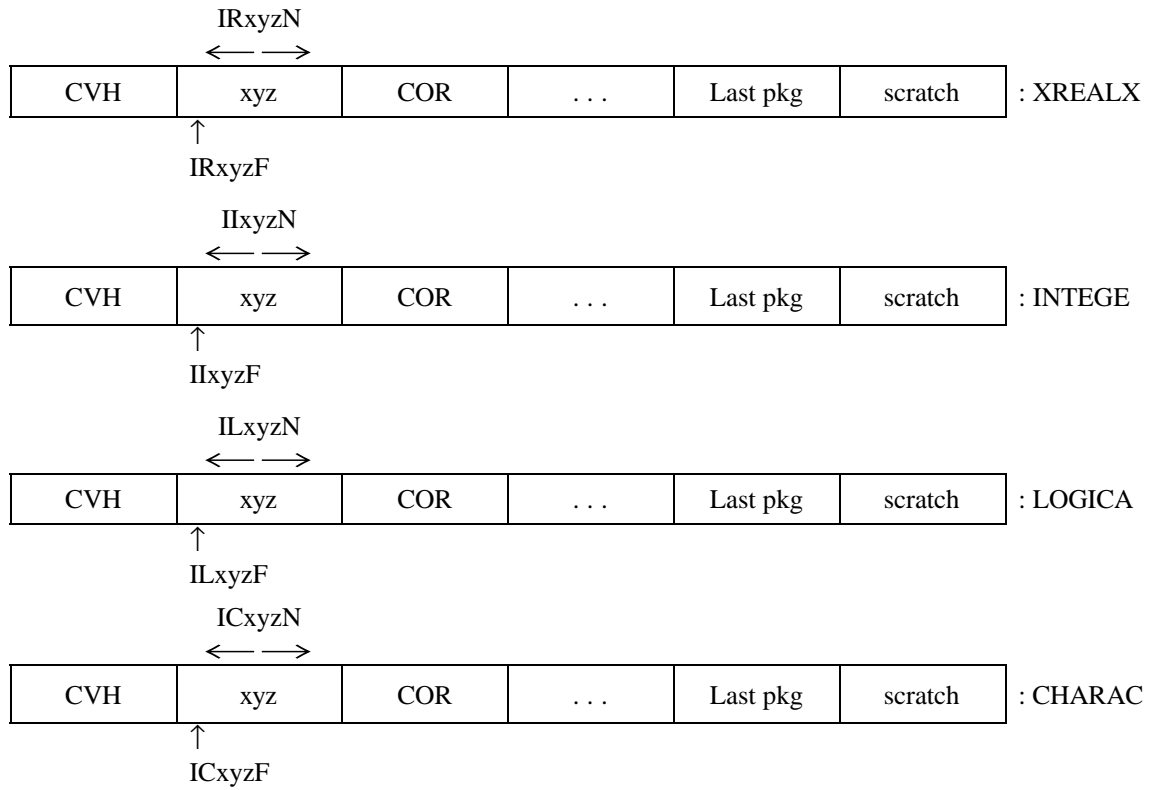 IRxyzN
← →
CVH xyz COR . . . Last pkg scratch : XREALX
↑
IRxyzF
IIxyzN
← →
CVH xyz COR . . . Last pkg scratch : INTEGE
↑
IIxyzF
ILxyzN
← →
CVH xyz COR . . . Last pkg scratch : LOGICA
↑
ILxyzF
ICxyzN
← →
CVH xyz COR . . . Last pkg scratch : CHARAC
↑
ICxyzF